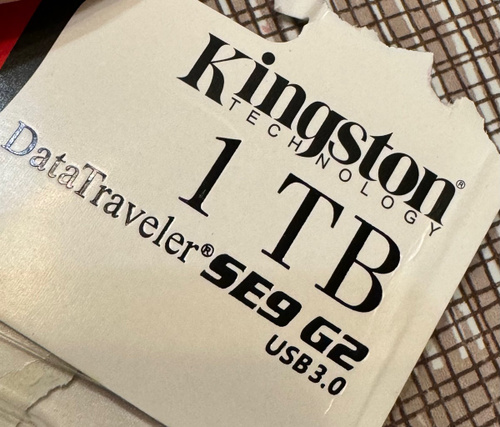 Kingston®
TECHNOLOGY
1 TB
DataTraveler® SE9 G2
USB 3.0